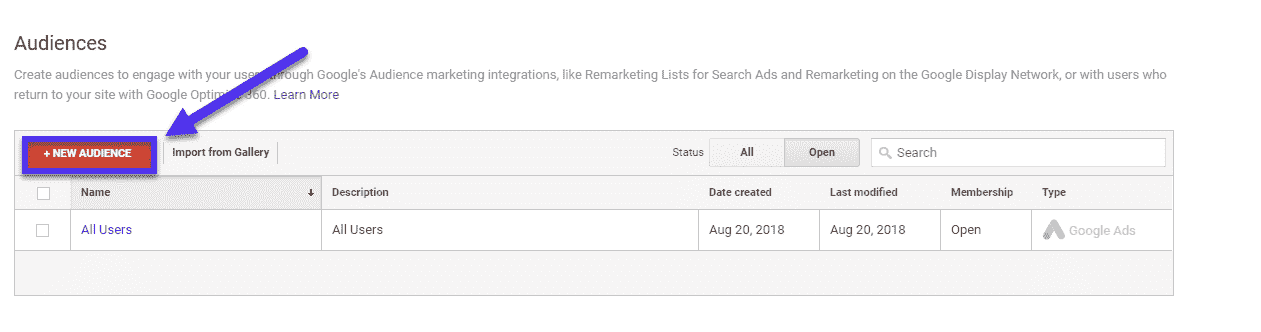 Audiences
Create audiences to engage with your users through Google's Audience marketing integrations, like Remarketing Lists for Search Ads and Remarketing on the Google Display Network, or with users who
return to your site with Google Optimize 360. Learn More
+ NEW AUDIENCE Import from Gallery Status All Open Search
Name Description Date created Last modified Membership Type
All Users All Users Aug 20, 2018 Aug 20, 2018 Open Google Ads